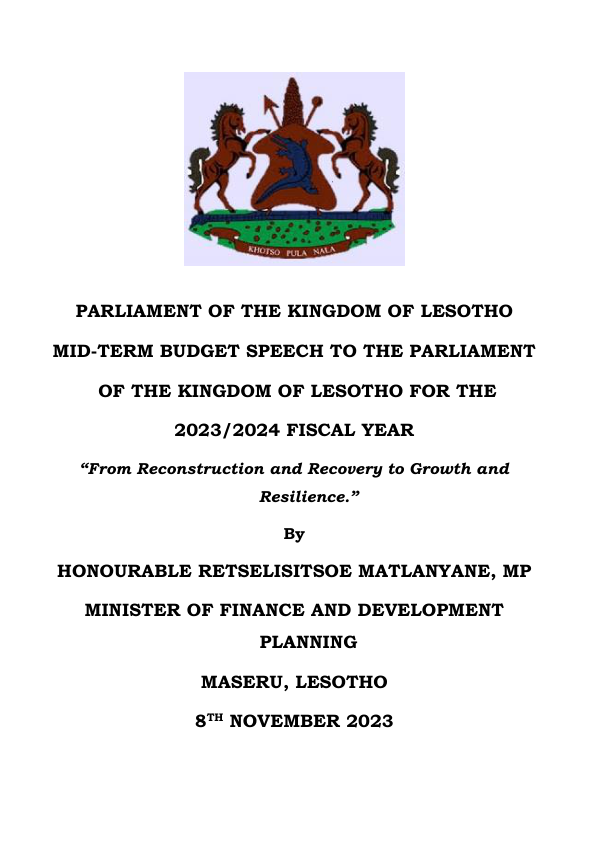 KHOTSO PULA NALA
PARLIAMENT OF THE KINGDOM OF LESOTHO
MID-TERM BUDGET SPEECH TO THE PARLIAMENT
OF THE KINGDOM OF LESOTHO FOR THE
2023/2024 FISCAL YEAR
“From Reconstruction and Recovery to Growth and
Resilience.”
By
HONOURABLE RETSELISITSOE MATLANYANE, MP
MINISTER OF FINANCE AND DEVELOPMENT
PLANNING
MASERU, LESOTHO
8TH NOVEMBER 2023